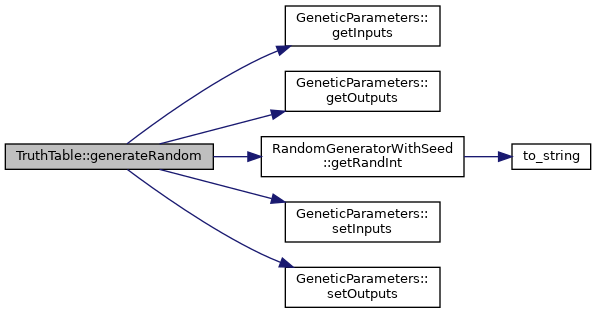 GeneticParameters::
getInputs
GeneticParameters::
getOutputs
TruthTable::generateRandom
RandomGeneratorWithSeed
::getRandInt
to_string
GeneticParameters::
setInputs
GeneticParameters::
setOutputs